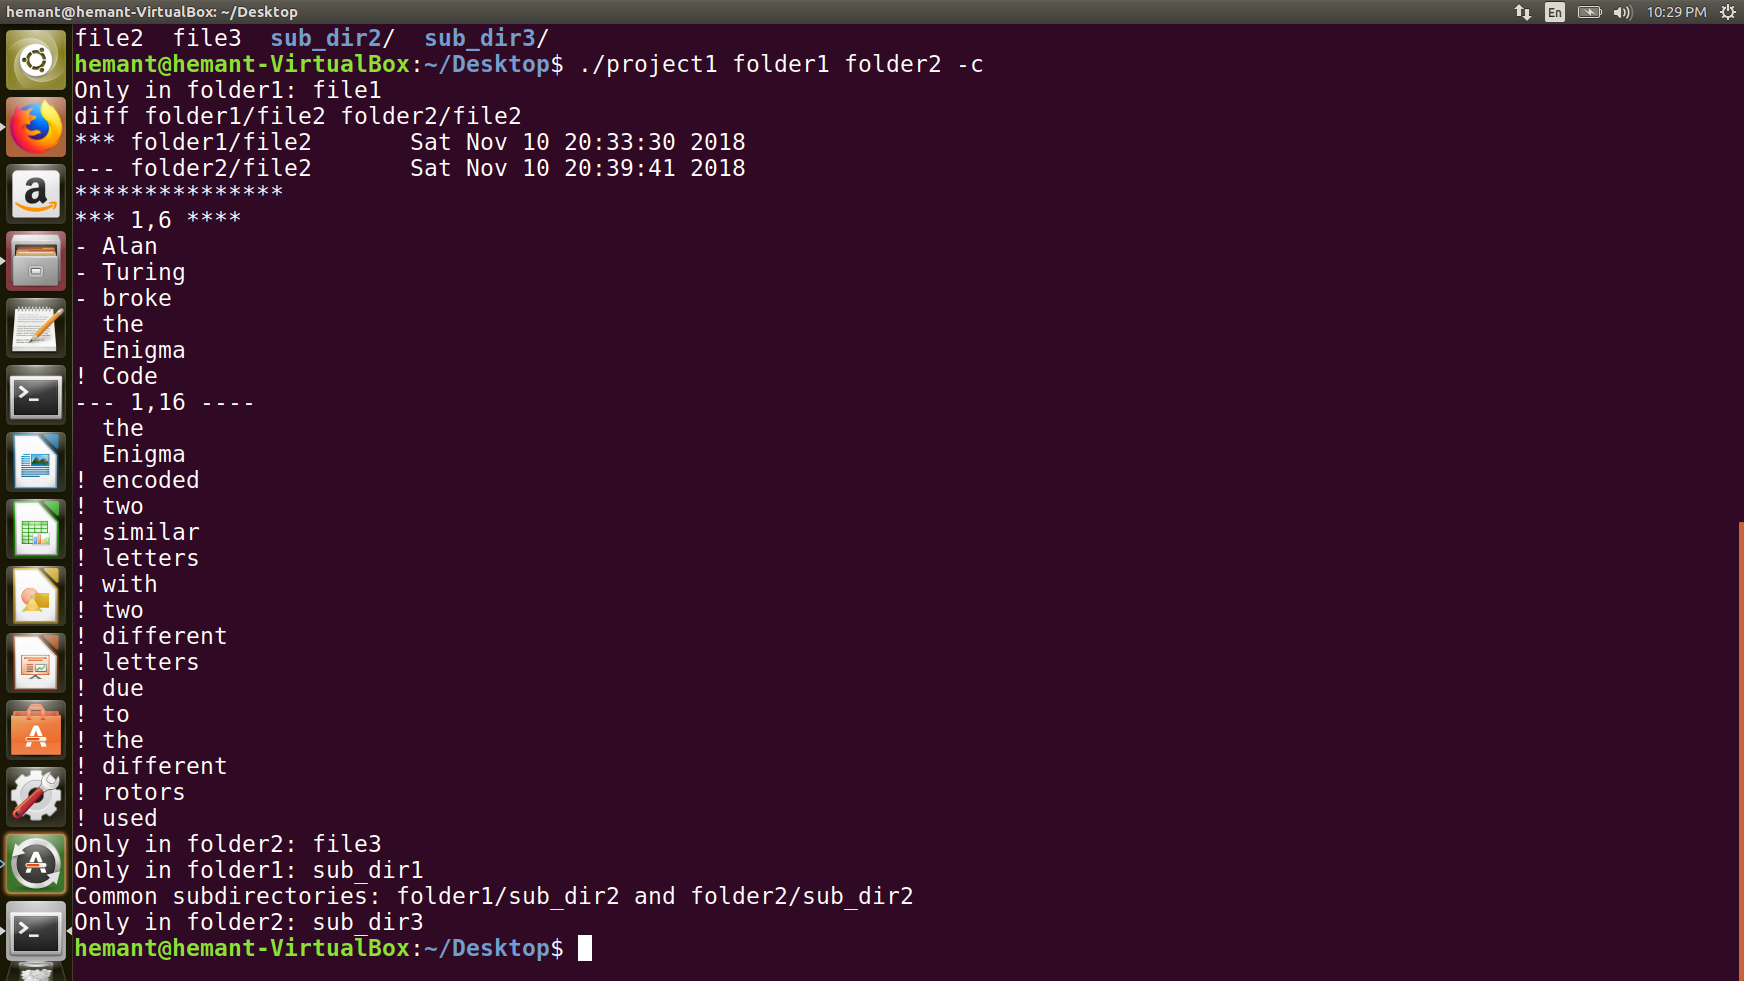 hemant@hemant-VirtualBox: ~/Desktop
En
10:29 PM
file2  file3  sub_dir2/  sub_dir3/
hemant@hemant-VirtualBox:~/Desktop$ ./project1 folder1 folder2 -c
Only in folder1: file1
diff folder1/file2 folder2/file2
*** folder1/file2       Sat Nov 10 20:33:30 2018
--- folder2/file2       Sat Nov 10 20:39:41 2018
***************
*** 1,6 ****
- Alan
- Turing
- broke
  the
  Enigma
! Code
--- 1,16 ----
  the
  Enigma
! encoded
! two
! similar
! letters
! with
! two
! different
! letters
! due
! to
! the
! different
! rotors
! used
Only in folder2: file3
Only in folder1: sub_dir1
Common subdirectories: folder1/sub_dir2 and folder2/sub_dir2
Only in folder2: sub_dir3
hemant@hemant-VirtualBox:~/Desktop$